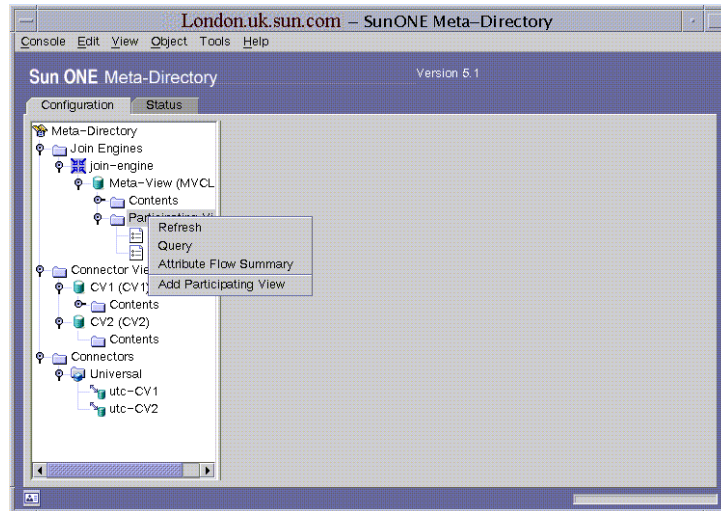 London.uk.sun.com – SunONE Meta–Directory
Console Edit View Object Tools Help
Sun ONE Meta-Directory
Version 5.1
Configuration
Status
Meta–Directory
Join Engines
join–engine
Meta–View (MVCL
Contents
Refresh
Query
Attribute Flow Summary
Add Participating View
CV1 (CV1)
Contents
CV2 (CV2)
Contents
Connectors
Universal
utc–CV1
utc–CV2